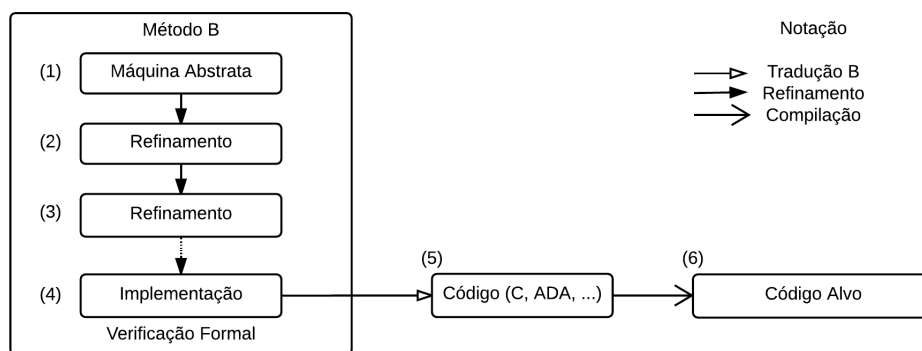 Método B
(1)
Máquina Abstrata
(2)
Refinamento
(3)
Refinamento
(4)
Implementação
Verificação Formal
(5)
Código (C, ADA, ...)
(6)
Código Alvo
Notação
Tradução B
Refinamento
Compilação